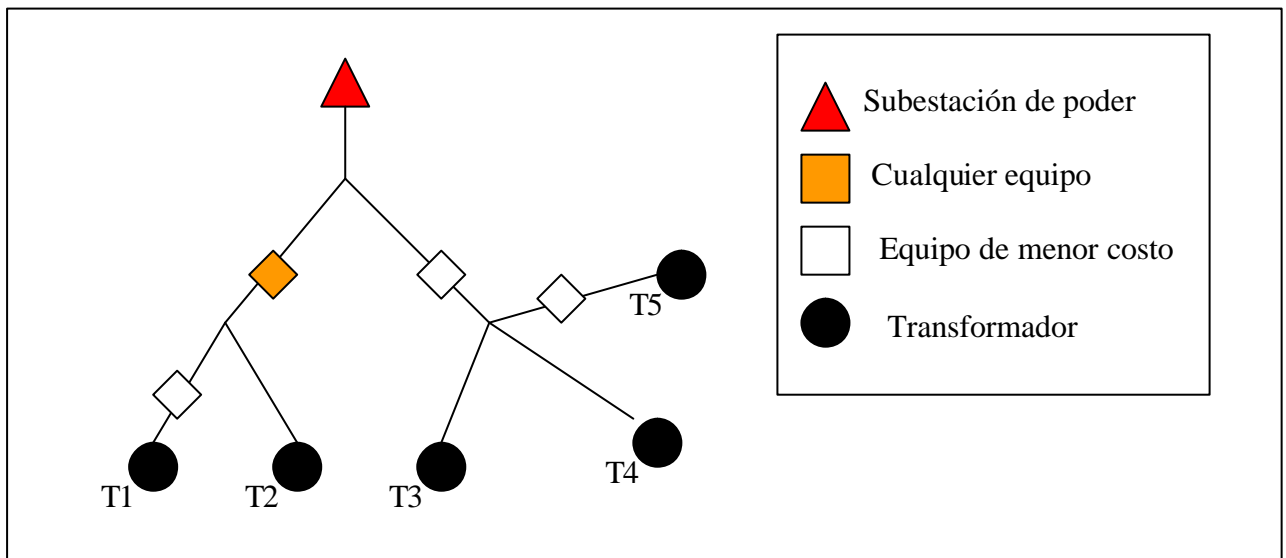 Subestación de poder
Cualquier equipo
Equipo de menor costo
Transformador
T5
T1
T2
T3
T4